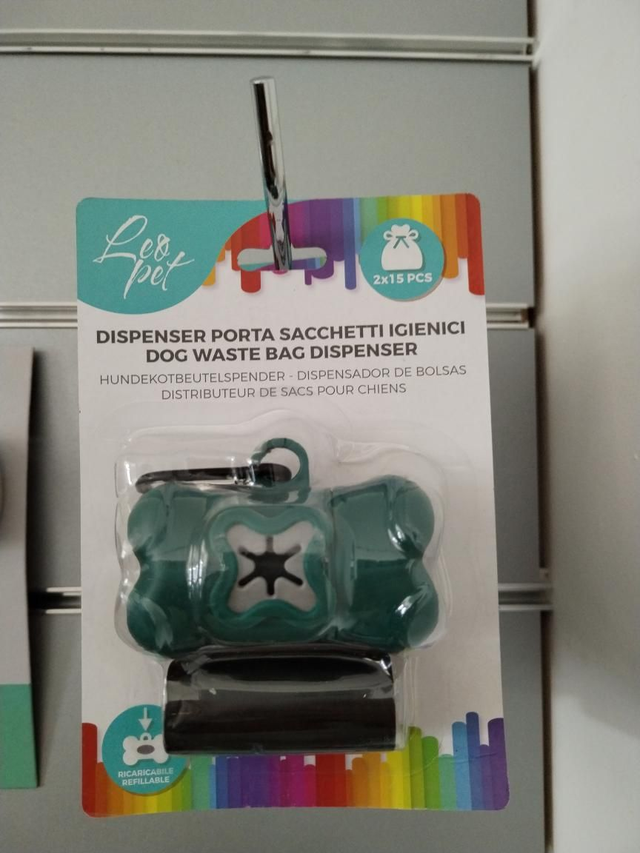 Leo
pet
2x15 PCS
DISPENSER PORTA SACCHETTI IGIENICI
DOG WASTE BAG DISPENSER
HUNDEKOTBEUTELSPENDER - DISPENSADOR DE BOLSAS
DISTRIBUTEUR DE SACS POUR CHIENS
RICARICABILE
REFILLABLE